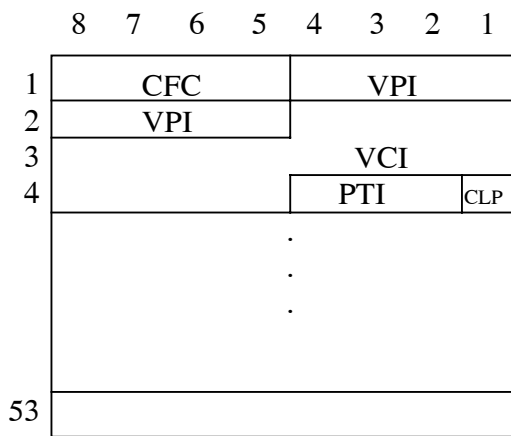 8 7 6 5 4 3 2 1
1 CFC VPI
2 VPI
3 VCI
4 PTI CLP
.
.
.
53